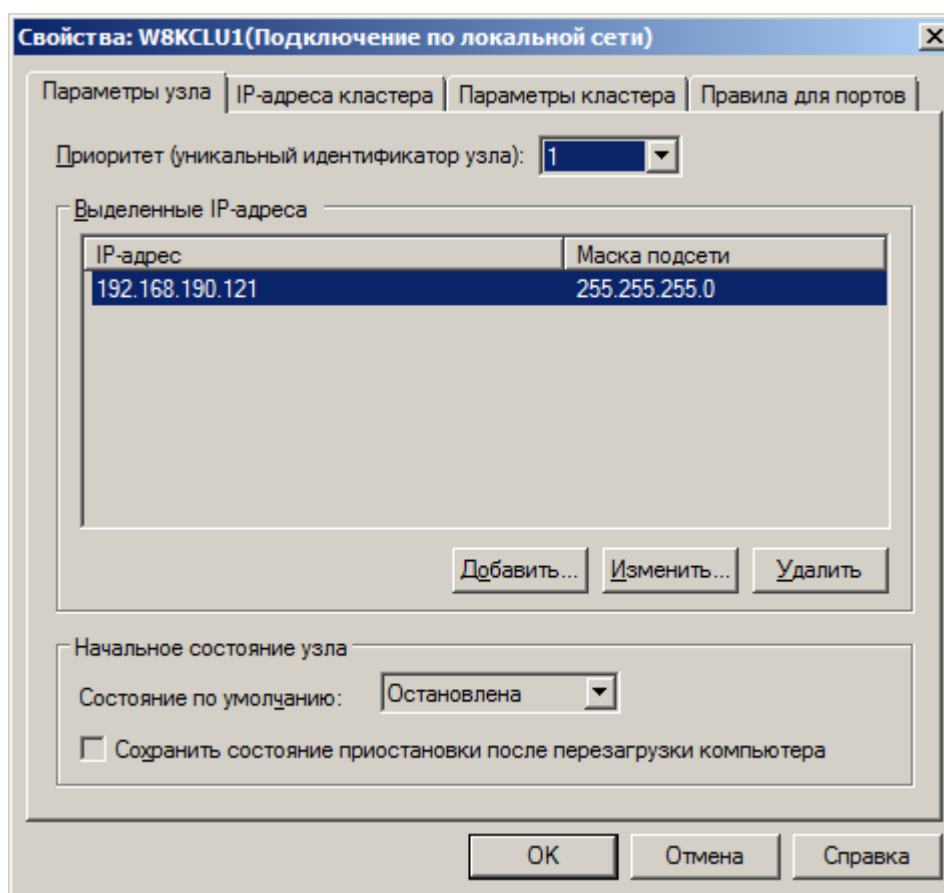 Свойства: W8KCLU1(Подключение по локальной сети)
Параметры узла IP-адреса кластера Параметры кластера Правила для портов
Приоритет (уникальный идентификатор узла): 1
Выделенные IP-адреса
IP-адрес Маска подсети
192.168.190.121 255.255.255.0
Добавить... Изменить... Удалить
Начальное состояние узла
Состояние по умолчанию: Остановлена
Сохранить состояние приостановки после перезагрузки компьютера
OK Отмена Справка